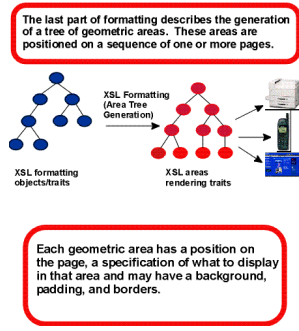 The last part of formatting describes the generation
of a tree of geometric areas. These areas are
positioned on a sequence of one or more pages.
XSL Formatting
(Area Tree
Generation)
XSL formatting
objects/traits
XSL areas
rendering traits
Each geometric area has a position on
the page, a specification of what to display
in that area and may have a background,
padding, and borders.